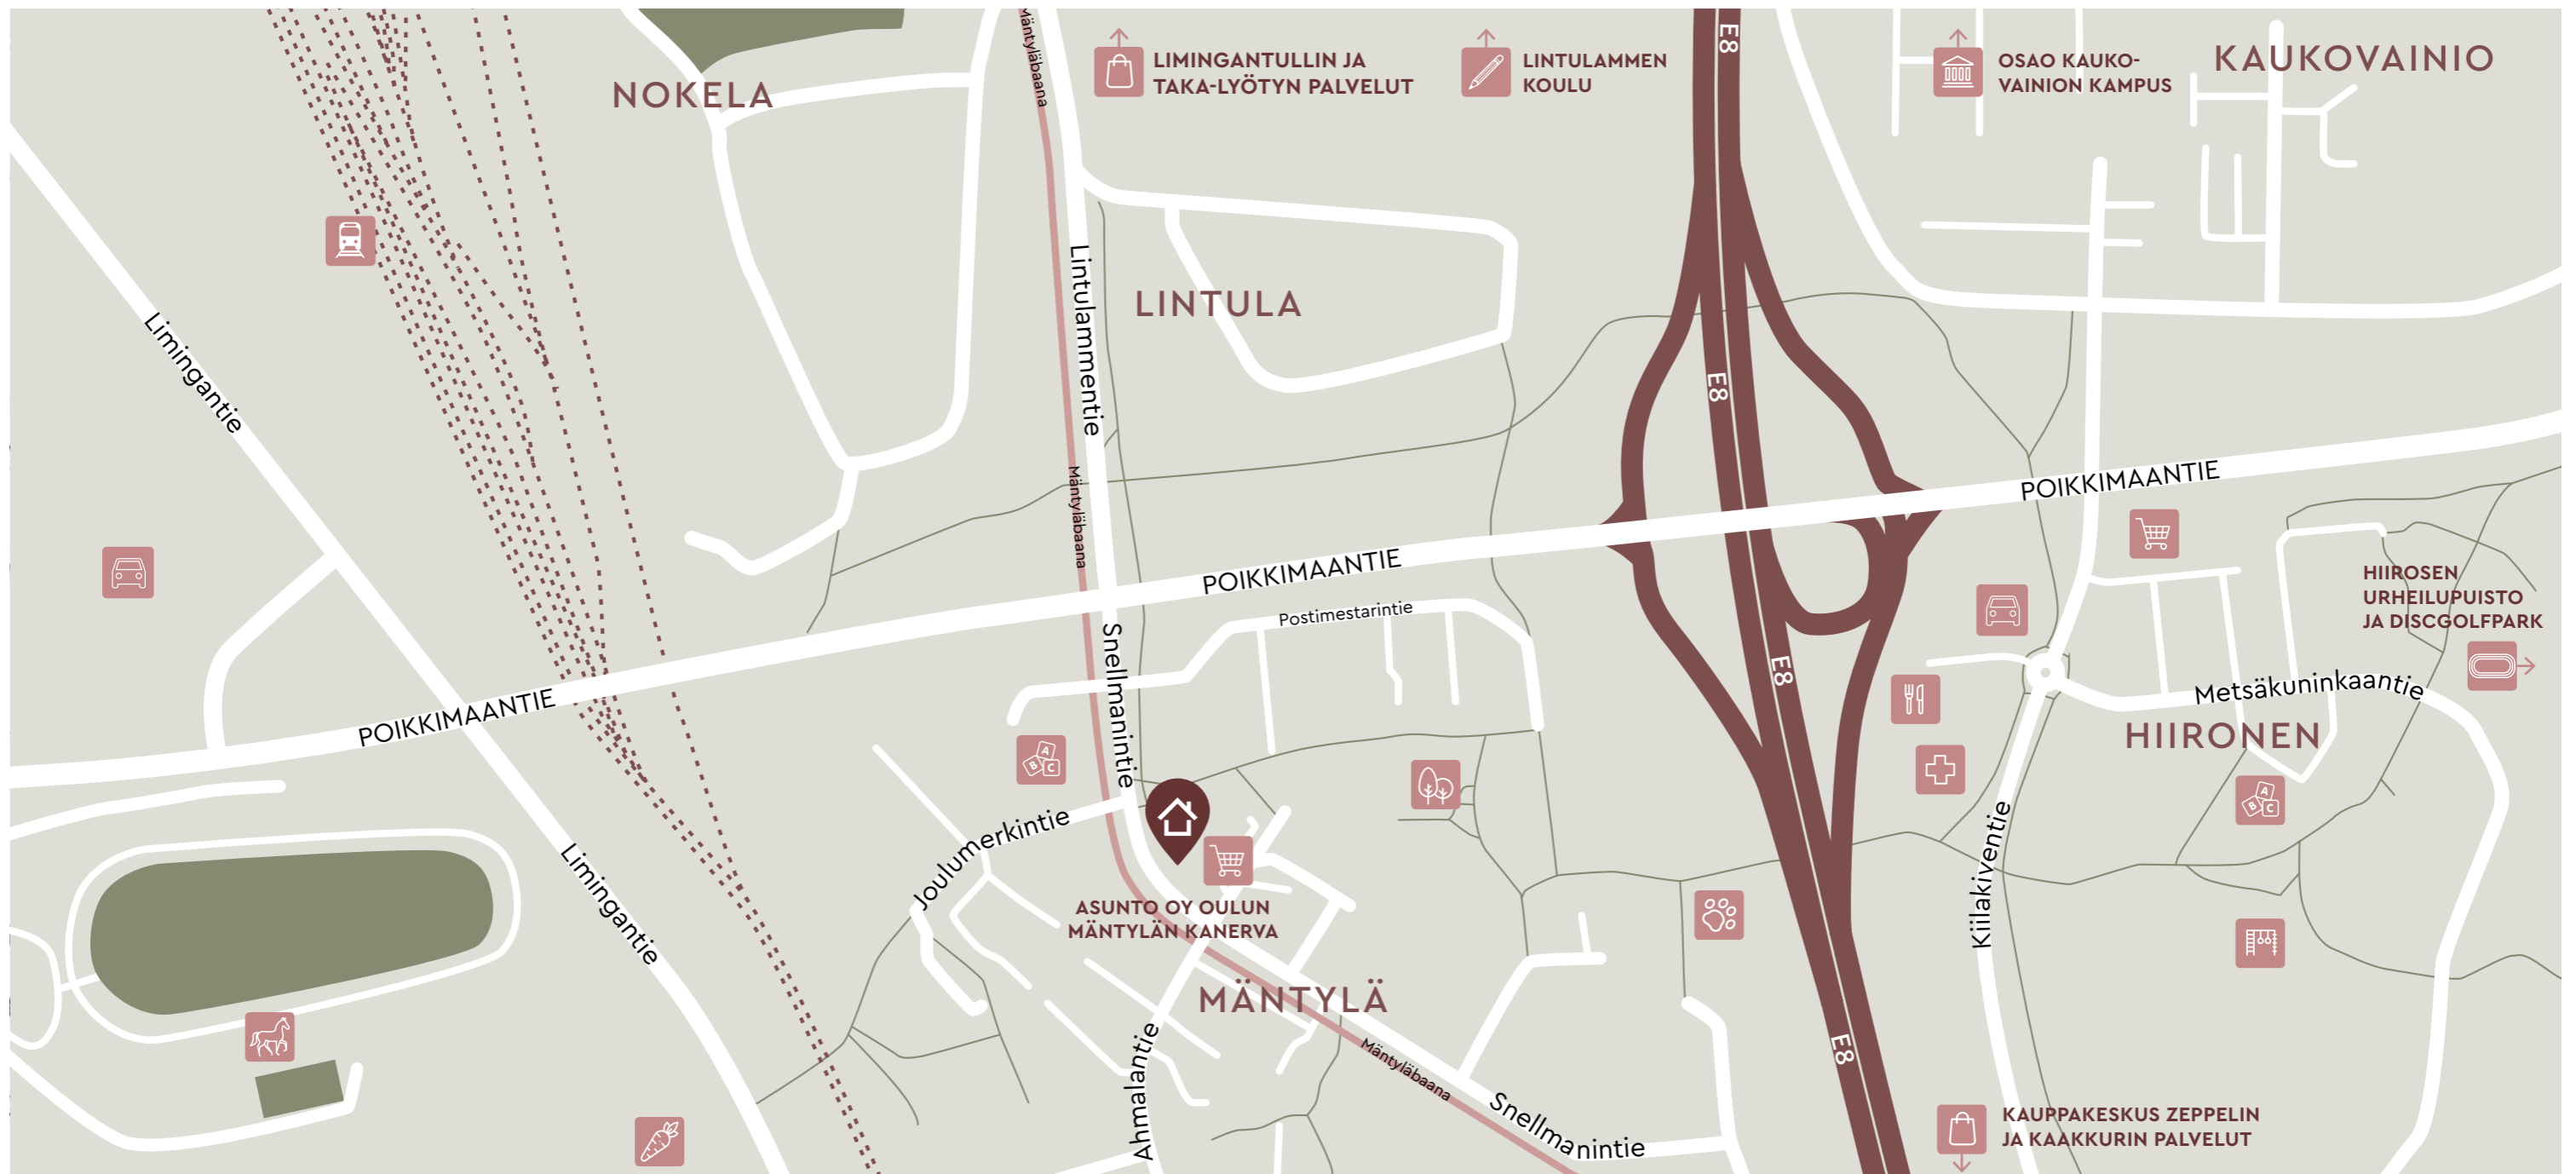 Mäntyläbaana
LIMINGANTULLIN JA
TAKA-LYÖTYN PALVELUT
LINTULAMMEN
KOULU
E8
OSAO KAUKO-
VAINION KAMPUS
KAUKOVAINIO
NOKELA
LINTULA
Lintulammentie
Limingantie
E8
Mäntyläbaana
POIKKIMAANTIE
POIKKIMAANTIE
Postimestarintie
HIIROSEN
URHEILUPUISTO
JA DISCGOLFPARK
Snellmanintie
E8
Metsäkuninkaantie
POIKKIMAANTIE
HIIRONEN
A
B C
A
B C
Joulumerkintie
Limingantie
Kiilakiventie
ASUNTO OY OULUN
MÄNTYLÄN KANERVA
MÄNTYLÄ
Ahmalantie
Mäntyläbaana
E8
Snellmanintie
KAUPPAKESKUS ZEPPELIN
JA KAAKKURIN PALVELUT